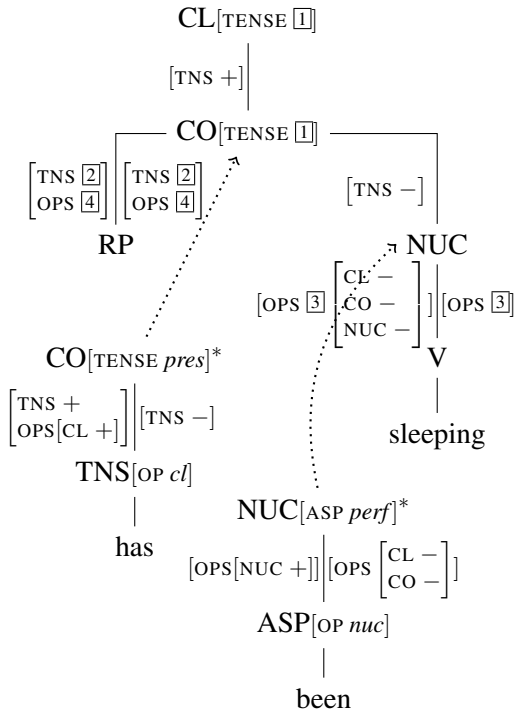 CL[TENSE 1]
[TNS +]
CO[TENSE 1]
[TNS 2 [TNS 2 [TNS −]
OPS 4] OPS 4]
RP NUC
[OPS 3 [CL − ] [OPS 3]
CO −
NUC −]
CO[TENSE pres]* V
[TNS + [TNS −]
OPS[CL +]] sleeping
TNS[OP cl]
NUC[ASP perf]*
has
[OPS[NUC +]] [OPS [CL − ]
CO −]
ASP[OP nuc]
been